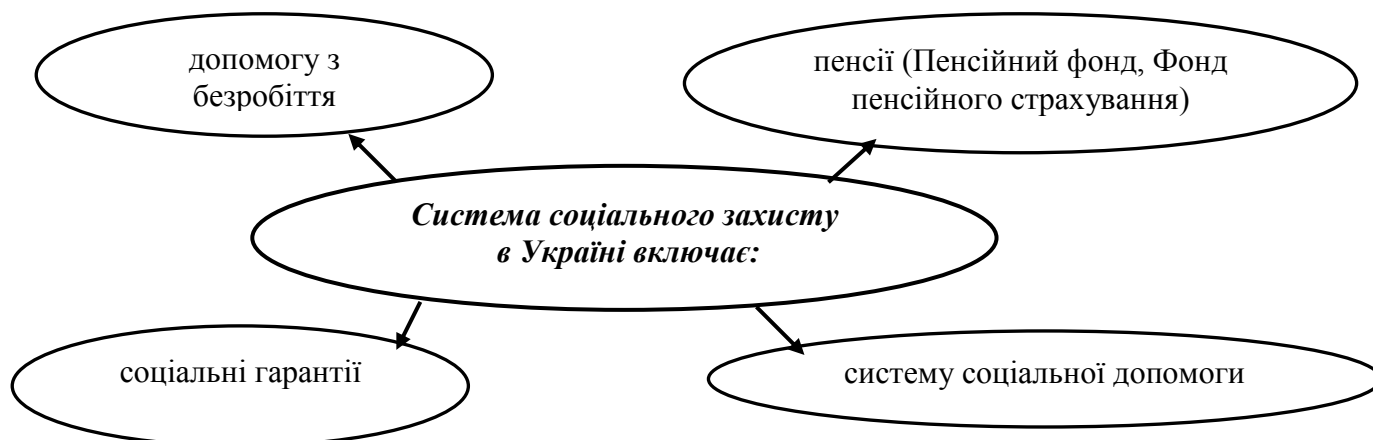 допомогу з
безробіття
пенсії (Пенсійний фонд, Фонд
пенсійного страхування)
Система соціального захисту
в Україні включає:
соціальні гарантії
систему соціальної допомоги